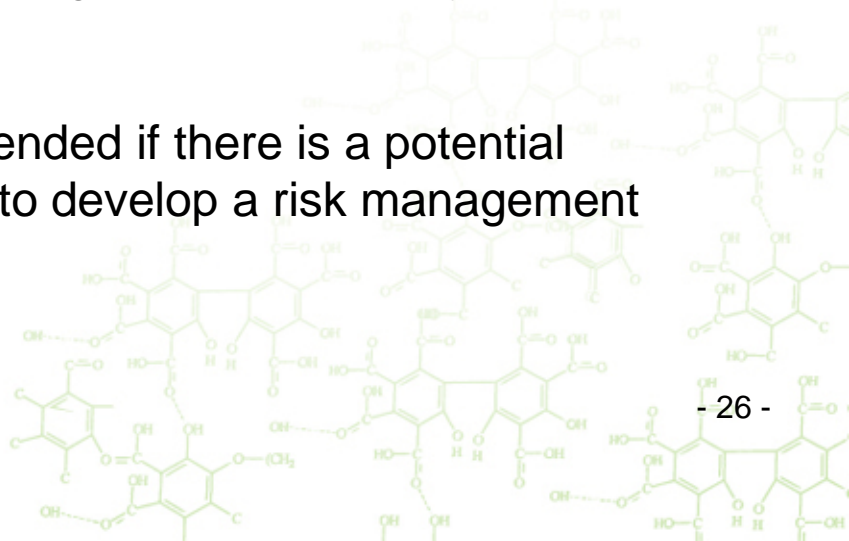 ended if there is a potential
to develop a risk management
- 26 -